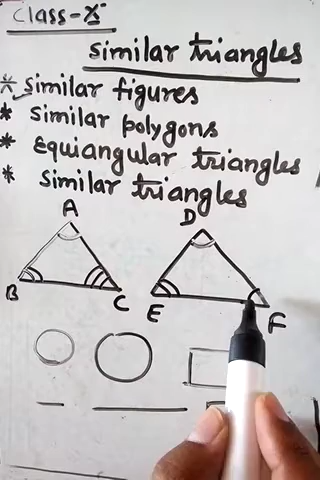 Class-X
Similar triangles
* Similar figures
* Similar polygons
* Equiangular triangles
* Similar triangles
A D
B C E F